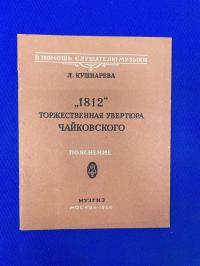 В ПОМОЩЬ СЛУШАТЕЛЮ МУЗЫКИ
Л. КУШНАРЕВА
„1812“
ТОРЖЕСТВЕННАЯ УВЕРТЮРА
ЧАЙКОВСКОГО
ПОЯСНЕНИЕ
МУЗГИЗ
МОСКВА